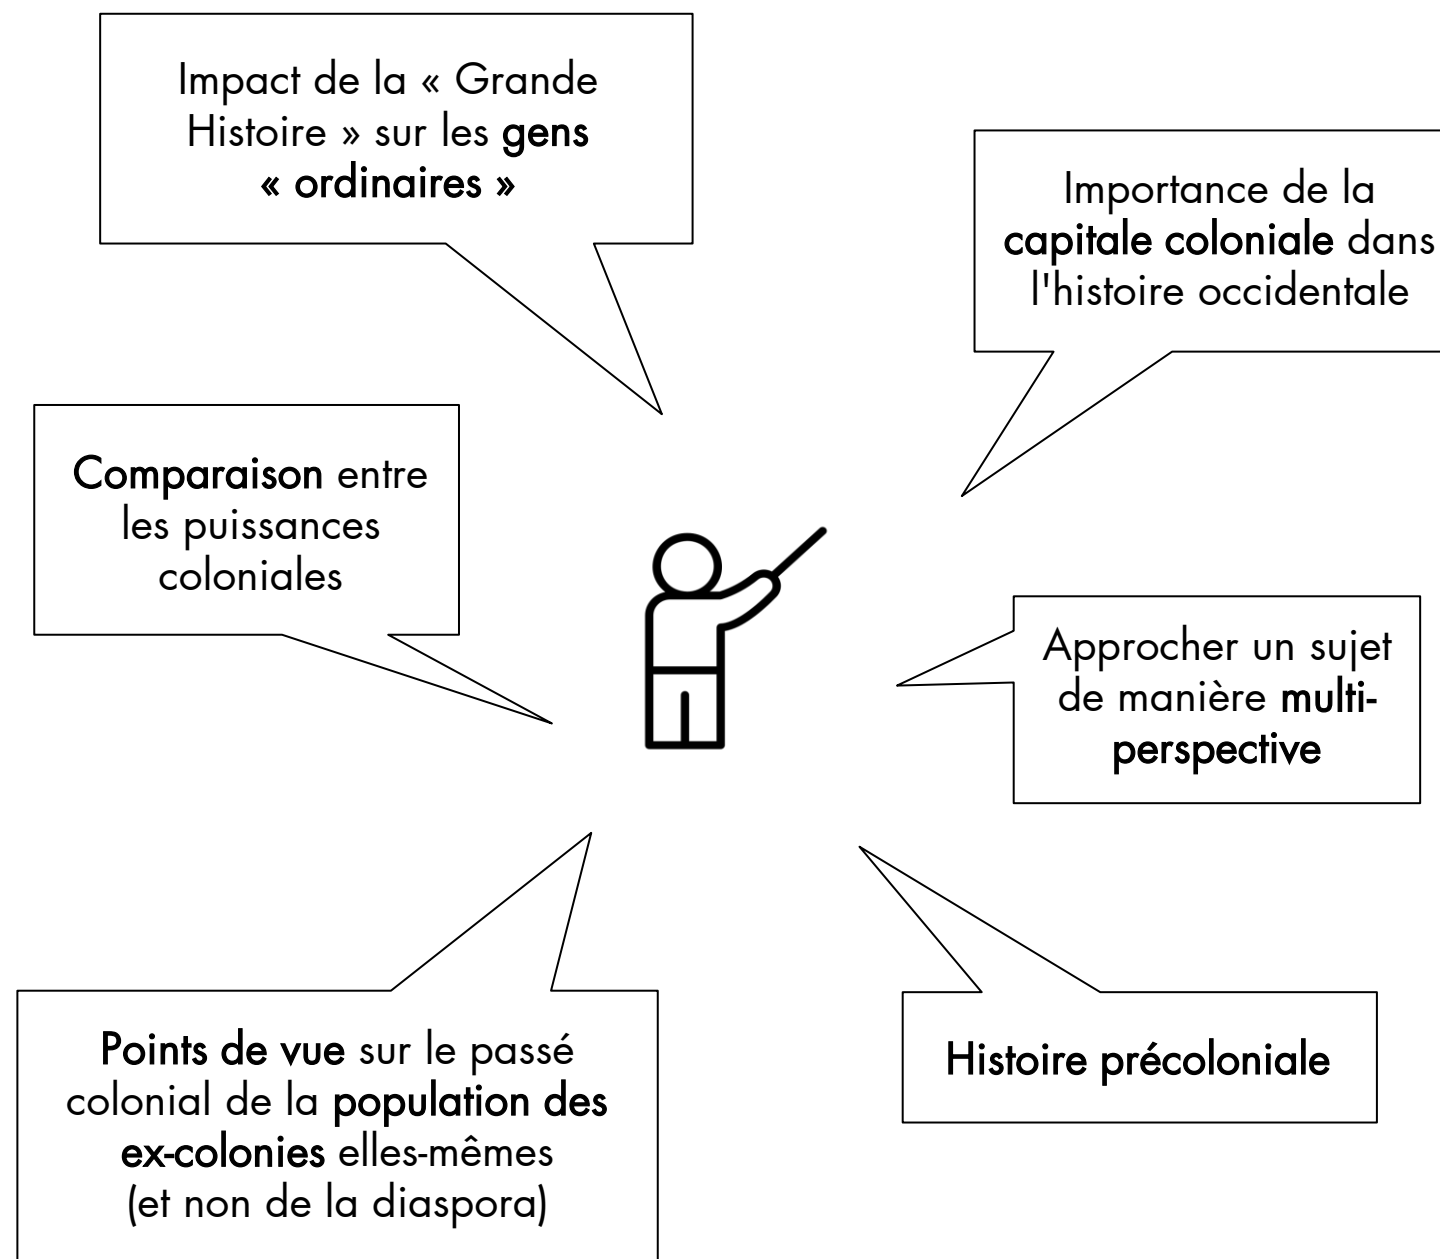 Impact de la « Grande
Histoire » sur les gens
« ordinaires »
Importance de la
capitale coloniale dans
l'histoire occidentale
Comparaison entre
les puissances
coloniales
Approcher un sujet
de manière multi-
perspective
Points de vue sur le passé
colonial de la population des
ex-colonies elles-mêmes
(et non de la diaspora)
Histoire précoloniale